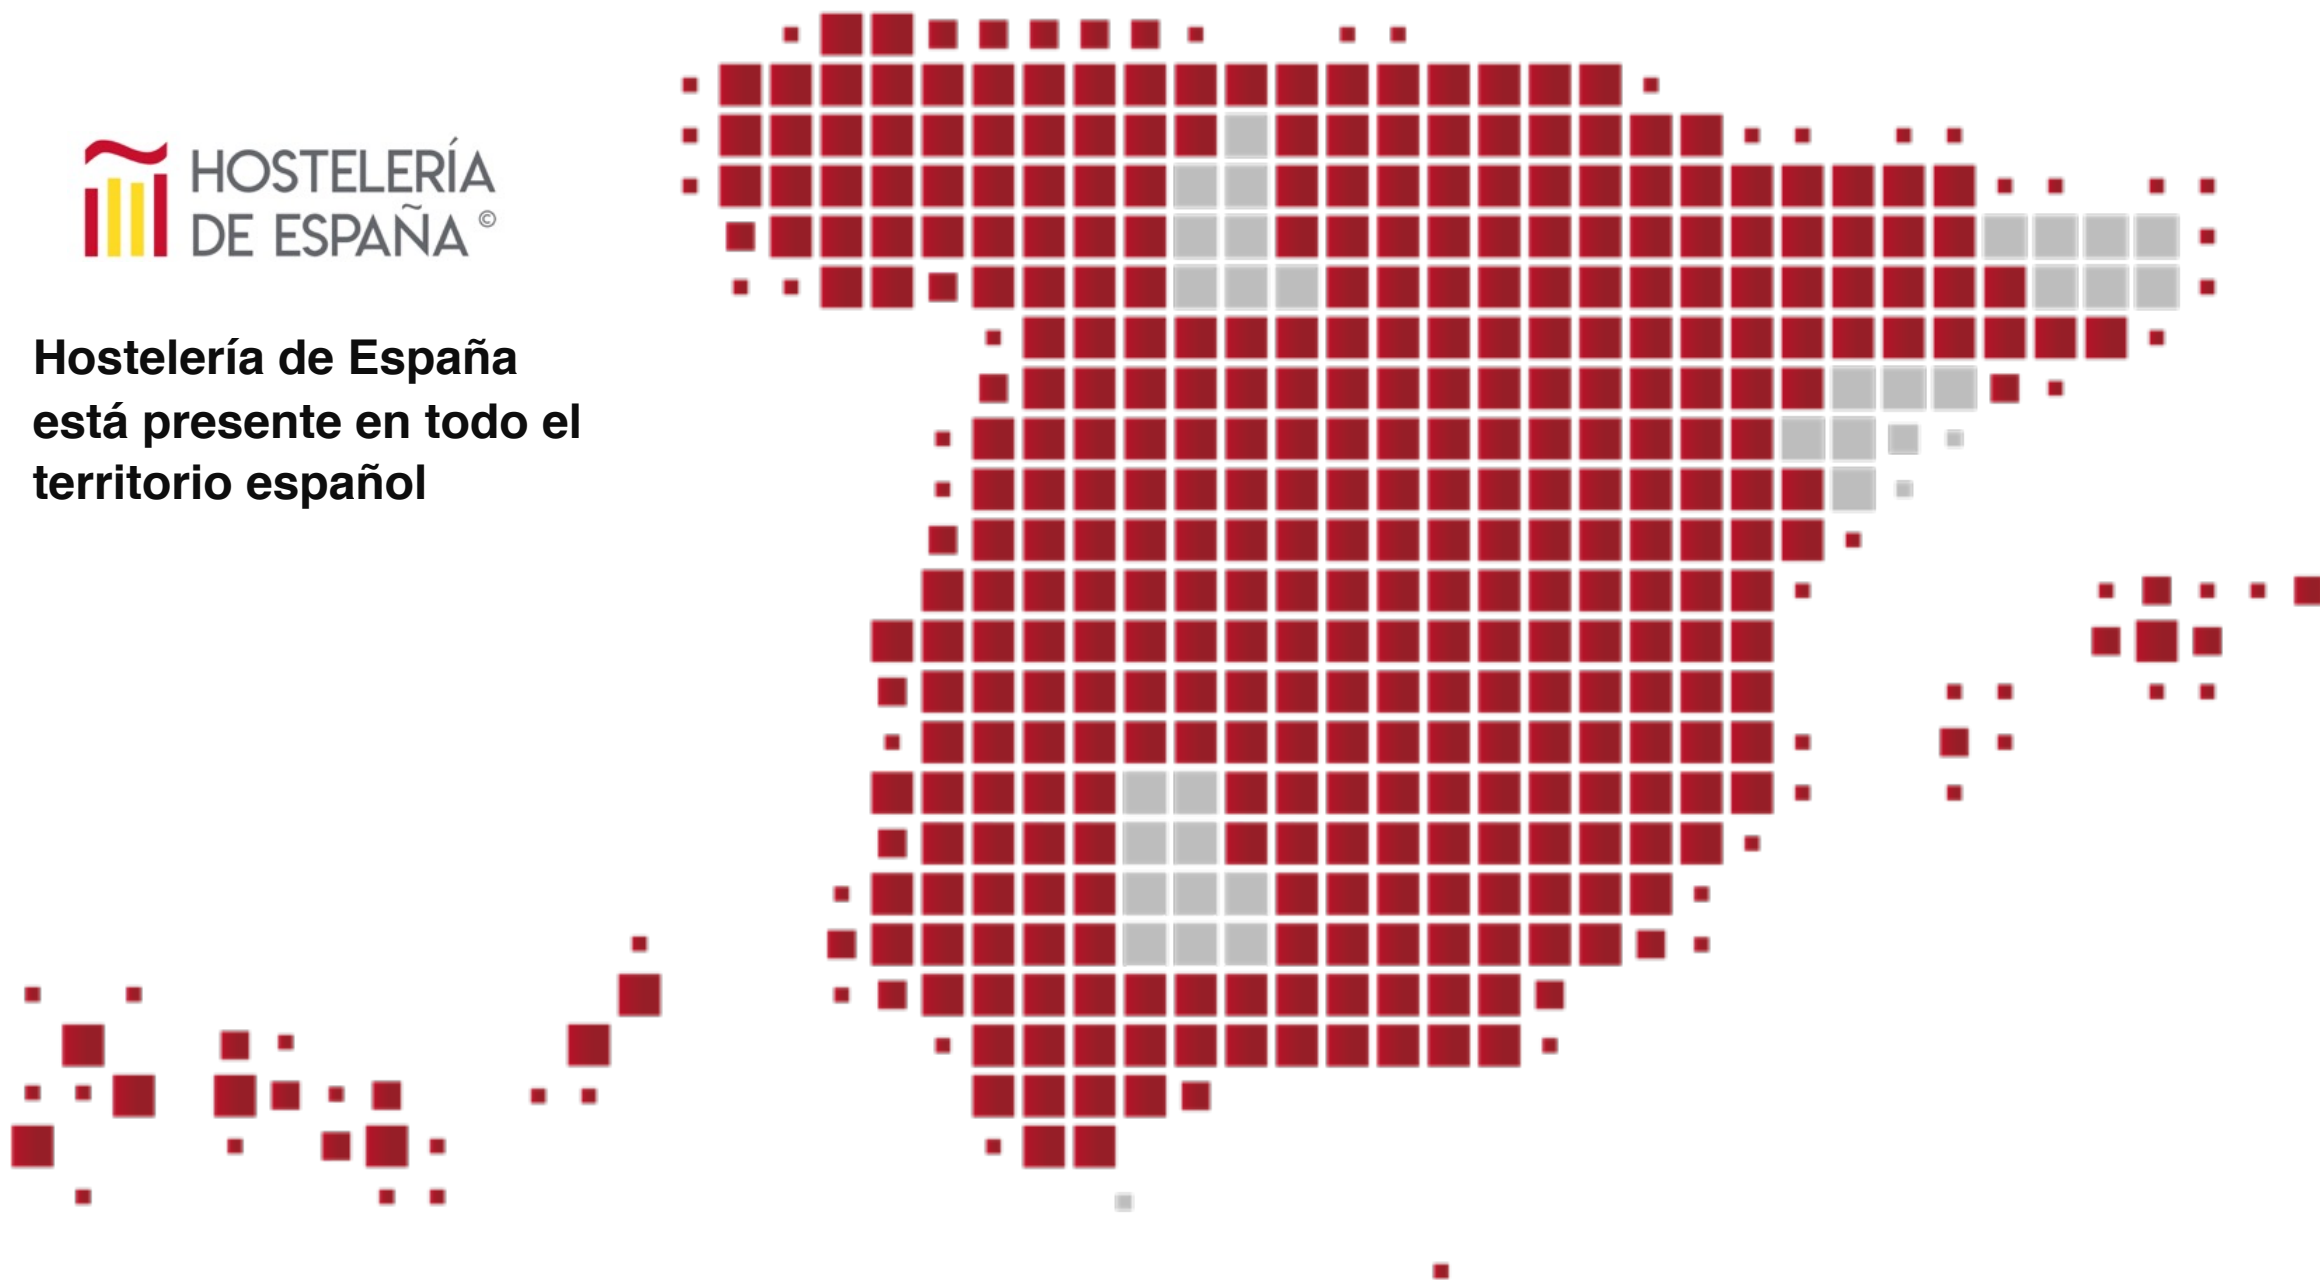 HOSTELERÍA
DE ESPAÑA ©
Hostelería de España
está presente en todo el
territorio español